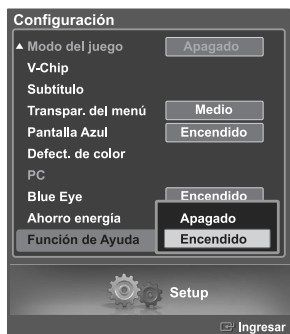 Configuración
Modo del juego Apagado
V-Chip
Subtítulo
Transpar. del menú Medio
Pantalla Azul Encendido
Defect. de color
PC
Blue Eye Encendido
Ahorro energía Apagado
Función de Ayuda Encendido
Setup
Ingresar